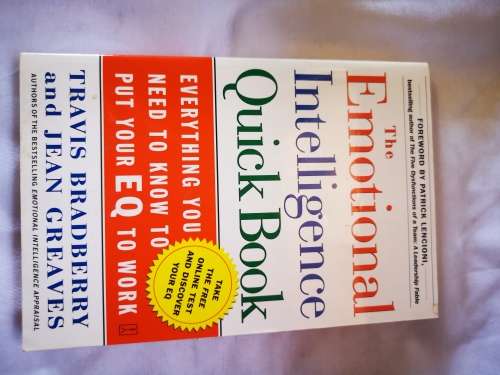 FOREWORD BY PATRICK LENCIONI,
bestselling author of The Five Dysfunctions of a Team: A Leadership Fable
The
Emotional
Intelligence
Quick Book
TAKE
THE FREE
ONLINE TEST
AND DISCOVER
YOUR EQ
EVERYTHING YOU
NEED TO KNOW TO
PUT YOUR EQ TO WORK
TRAVIS BRADBERRY
and JEAN GREAVES
AUTHORS OF THE BESTSELLING EMOTIONAL INTELLIGENCE APPRAISAL